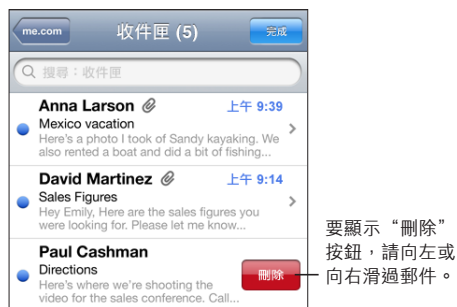 me.com 收件匣 (5) 完成
搜尋：收件匣
Anna Larson 上午 9:39
Mexico vacation
Here's a photo I took of Sandy kayaking. We
also rented a boat and did a bit of fishing...
David Martinez 上午 9:14
Sales Figures
Hey Emily, Here are the sales figures you
were looking for. Please let me know...
Paul Cashman
Directions
Here's where we're shooting the
video for the sales conference. Call...
刪除
要顯示“刪除”
按鈕，請向左或
向右滑過郵件。